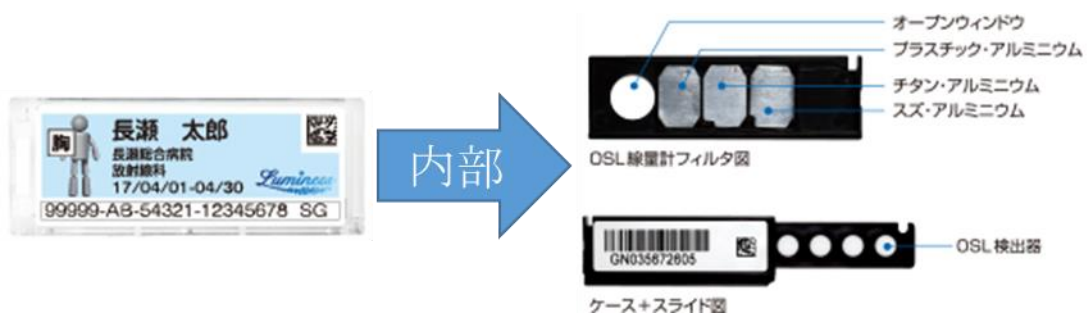 胸
長瀬 太郎
長瀬総合病院
放射線科
17/04/01-04/30
Luminess
99999-AB-54321-12345678 SG
内部
オープンウィンドウ
プラスチック・アルミニウム
チタン・アルミニウム
スズ・アルミニウム
OSL線量計フィルタ図
GN035672605
OSL検出器
ケース+スライド図